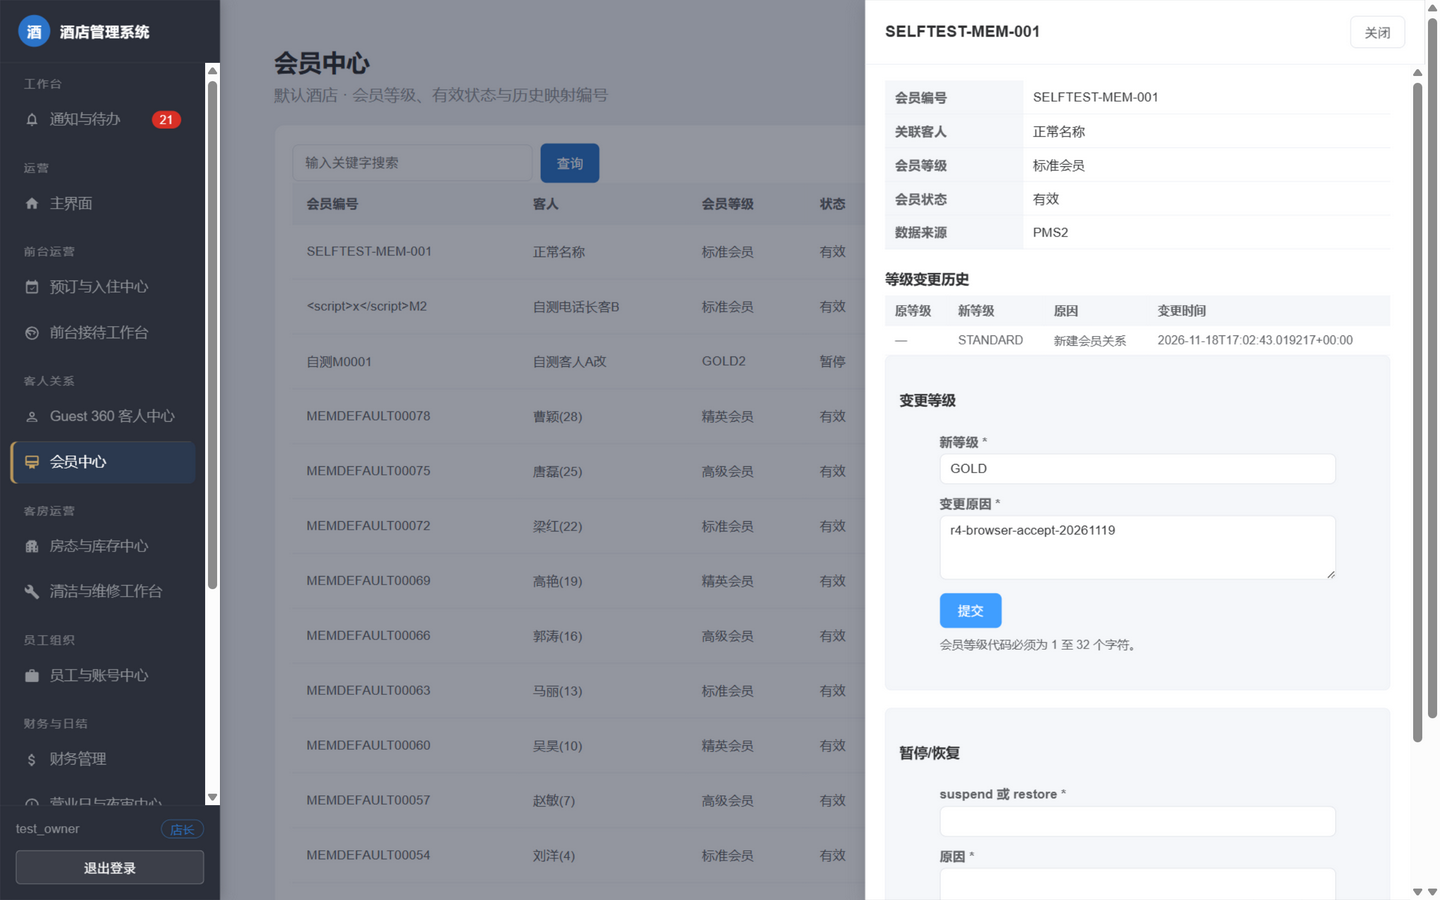 酒 酒店管理系统
工作台
通知与待办 21
运营
主界面
前台运营
预订与入住中心
前台接待工作台
客人关系
Guest 360 客人中心
会员中心
客房运营
房态与库存中心
清洁与维修工作台
员工组织
员工与账号中心
财务与日结
财务管理
营业日与夜审中心
test_owner 店长
退出登录
会员中心
默认酒店 · 会员等级、有效状态与历史映射编号
输入关键字搜索 查询
会员编号 客人 会员等级 状态
SELFTEST-MEM-001 正常名称 标准会员 有效
<script>x</script>M2 自测电话长客B 标准会员 有效
自测M0001 自测客人A改 GOLD2 暂停
MEMDEFAULT00078 曹颖(28) 精英会员 有效
MEMDEFAULT00075 唐磊(25) 高级会员 有效
MEMDEFAULT00072 梁红(22) 标准会员 有效
MEMDEFAULT00069 高艳(19) 精英会员 有效
MEMDEFAULT00066 郭涛(16) 高级会员 有效
MEMDEFAULT00063 马丽(13) 标准会员 有效
MEMDEFAULT00060 吴昊(10) 精英会员 有效
MEMDEFAULT00057 赵敏(7) 高级会员 有效
MEMDEFAULT00054 刘洋(4) 标准会员 有效
SELFTEST-MEM-001 关闭
会员编号 SELFTEST-MEM-001
关联客人 正常名称
会员等级 标准会员
会员状态 有效
数据来源 PMS2
等级变更历史
原等级 新等级 原因 变更时间
— STANDARD 新建会员关系 2026-11-18T17:02:43.019217+00:00
变更等级
新等级 *
GOLD
变更原因 *
r4-browser-accept-20261119
提交
会员等级代码必须为 1 至 32 个字符。
暂停/恢复
suspend 或 restore *
原因 *